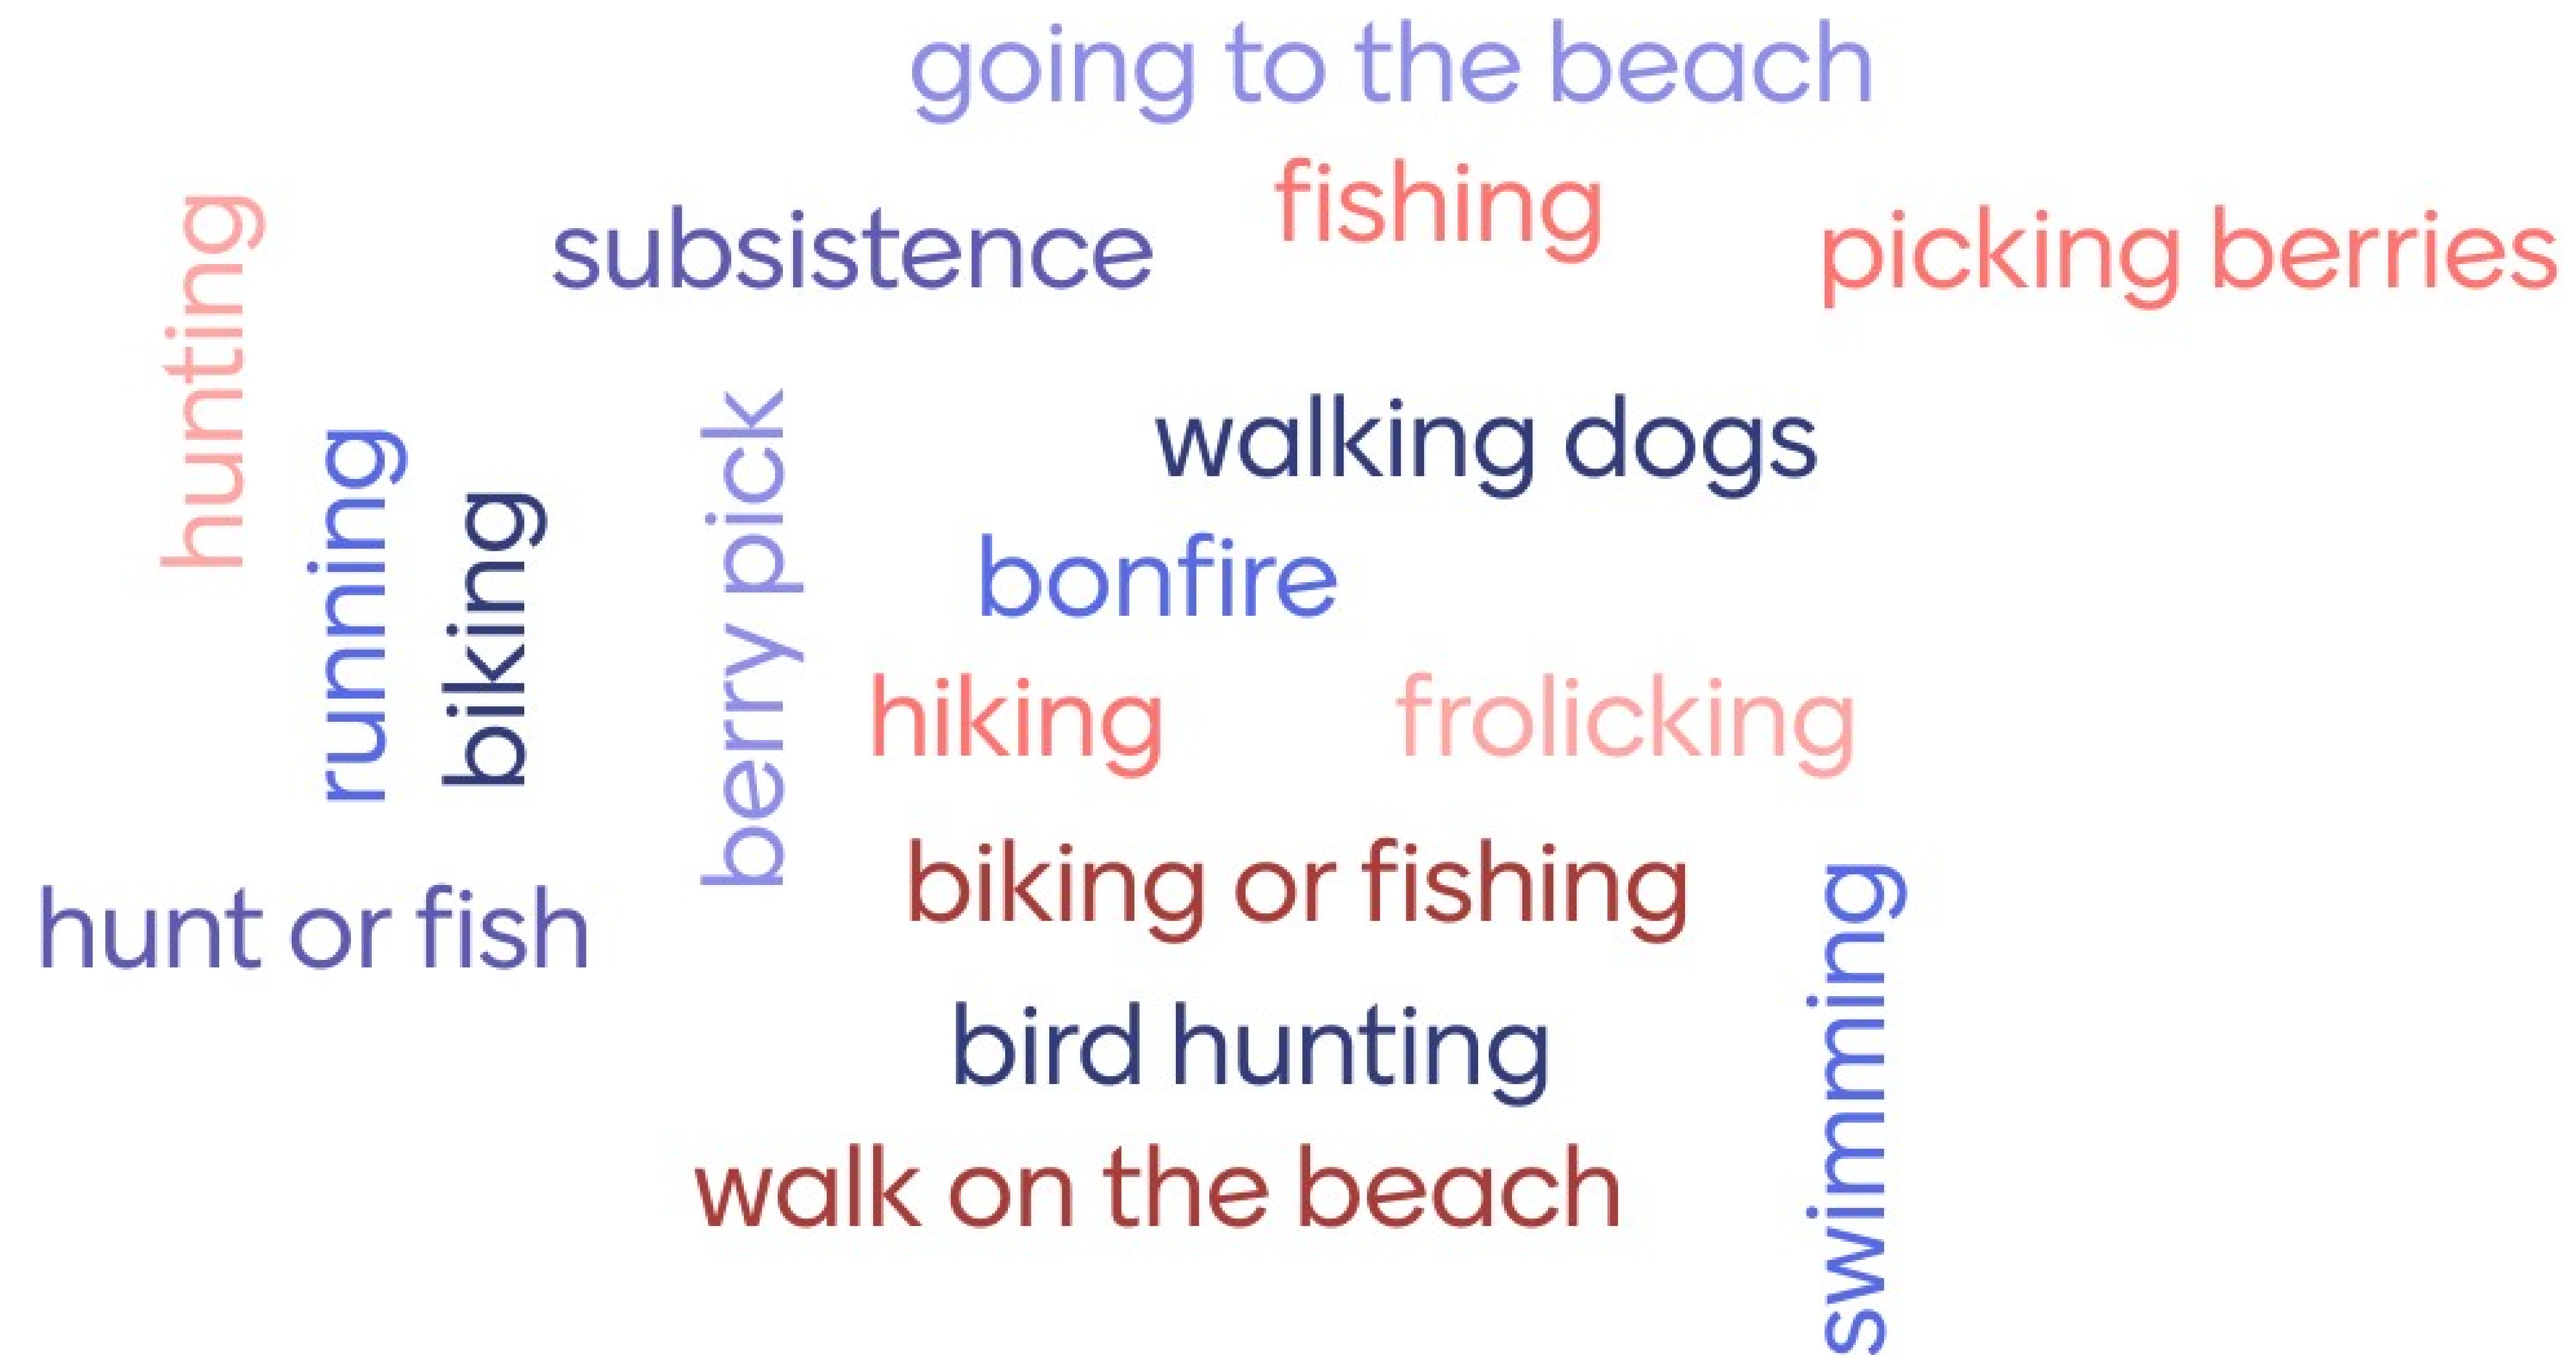 going to the beach
fishing
hunting
subsistence
picking berries
berry pick
walking dogs
running
biking
bonfire
hiking
frolicking
biking or fishing
hunt or fish
swimming
bird hunting
walk on the beach